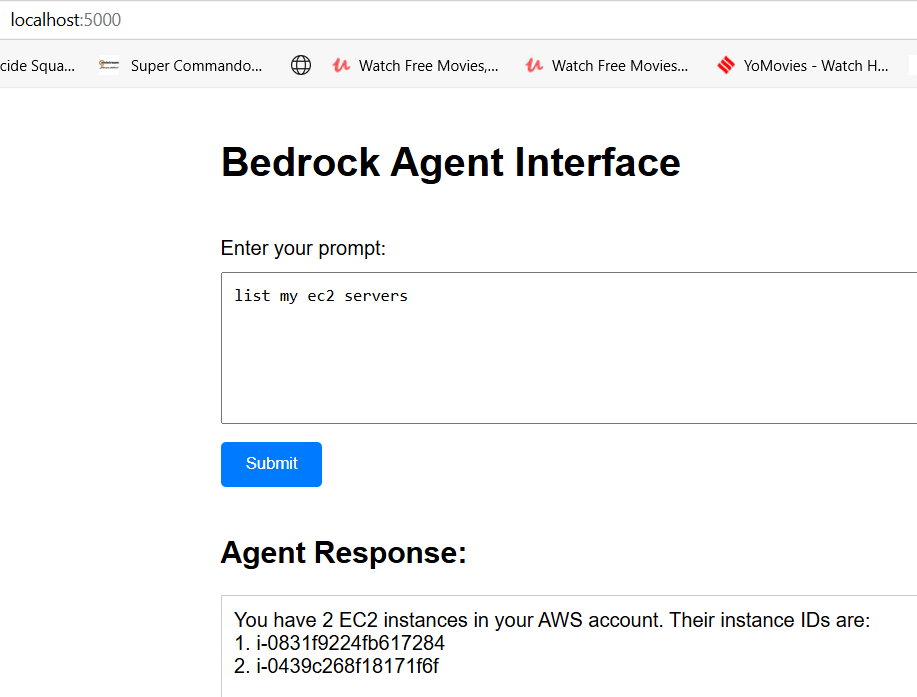 localhost:5000
cide Squa... Super Commando... Watch Free Movies,... Watch Free Movies... YoMovies - Watch H...
Bedrock Agent Interface
Enter your prompt:
list my ec2 servers
Submit
Agent Response:
You have 2 EC2 instances in your AWS account. Their instance IDs are:
1. i-0831f9224fb617284
2. i-0439c268f18171f6f